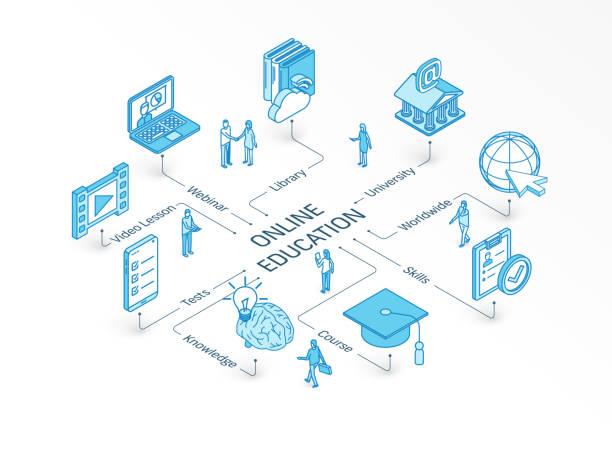 Library
Webinar
University
Video Lesson
Worldwide
ONLINE
EDUCATION
Skills
Tests
Knowledge
Course
@